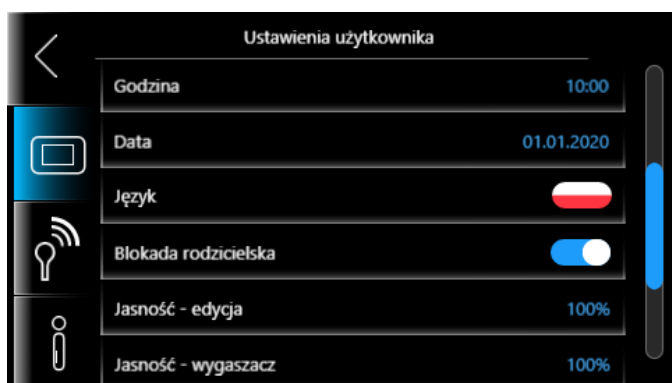 Ustawienia użytkownika
Godzina 10:00
Data 01.01.2020
Język
Blokada rodzicielska
Jasność - edycja 100%
Jasność - wygaszacz 100%